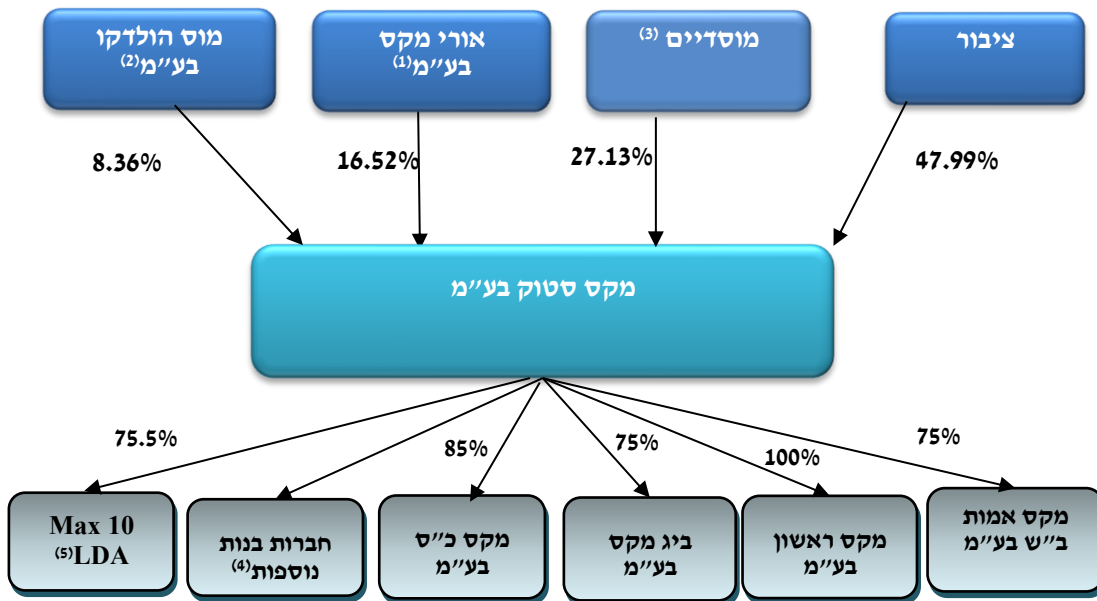 ציבור
מוסדיים (3)
אורי מקס
בע"מ(1)
מוס הולדקו
בע"מ(2)
47.99%
27.13%
16.52%
8.36%
מקס סטוק בע"מ
75%
100%
75%
85%
75.5%
מקס אמות
ב"ש בע"מ
מקס ראשון
בע"מ
ביג מקס
בע"מ
מקס כ"ס
בע"מ
חברות בנות
נוספות(4)
Max 10
LDA(5)